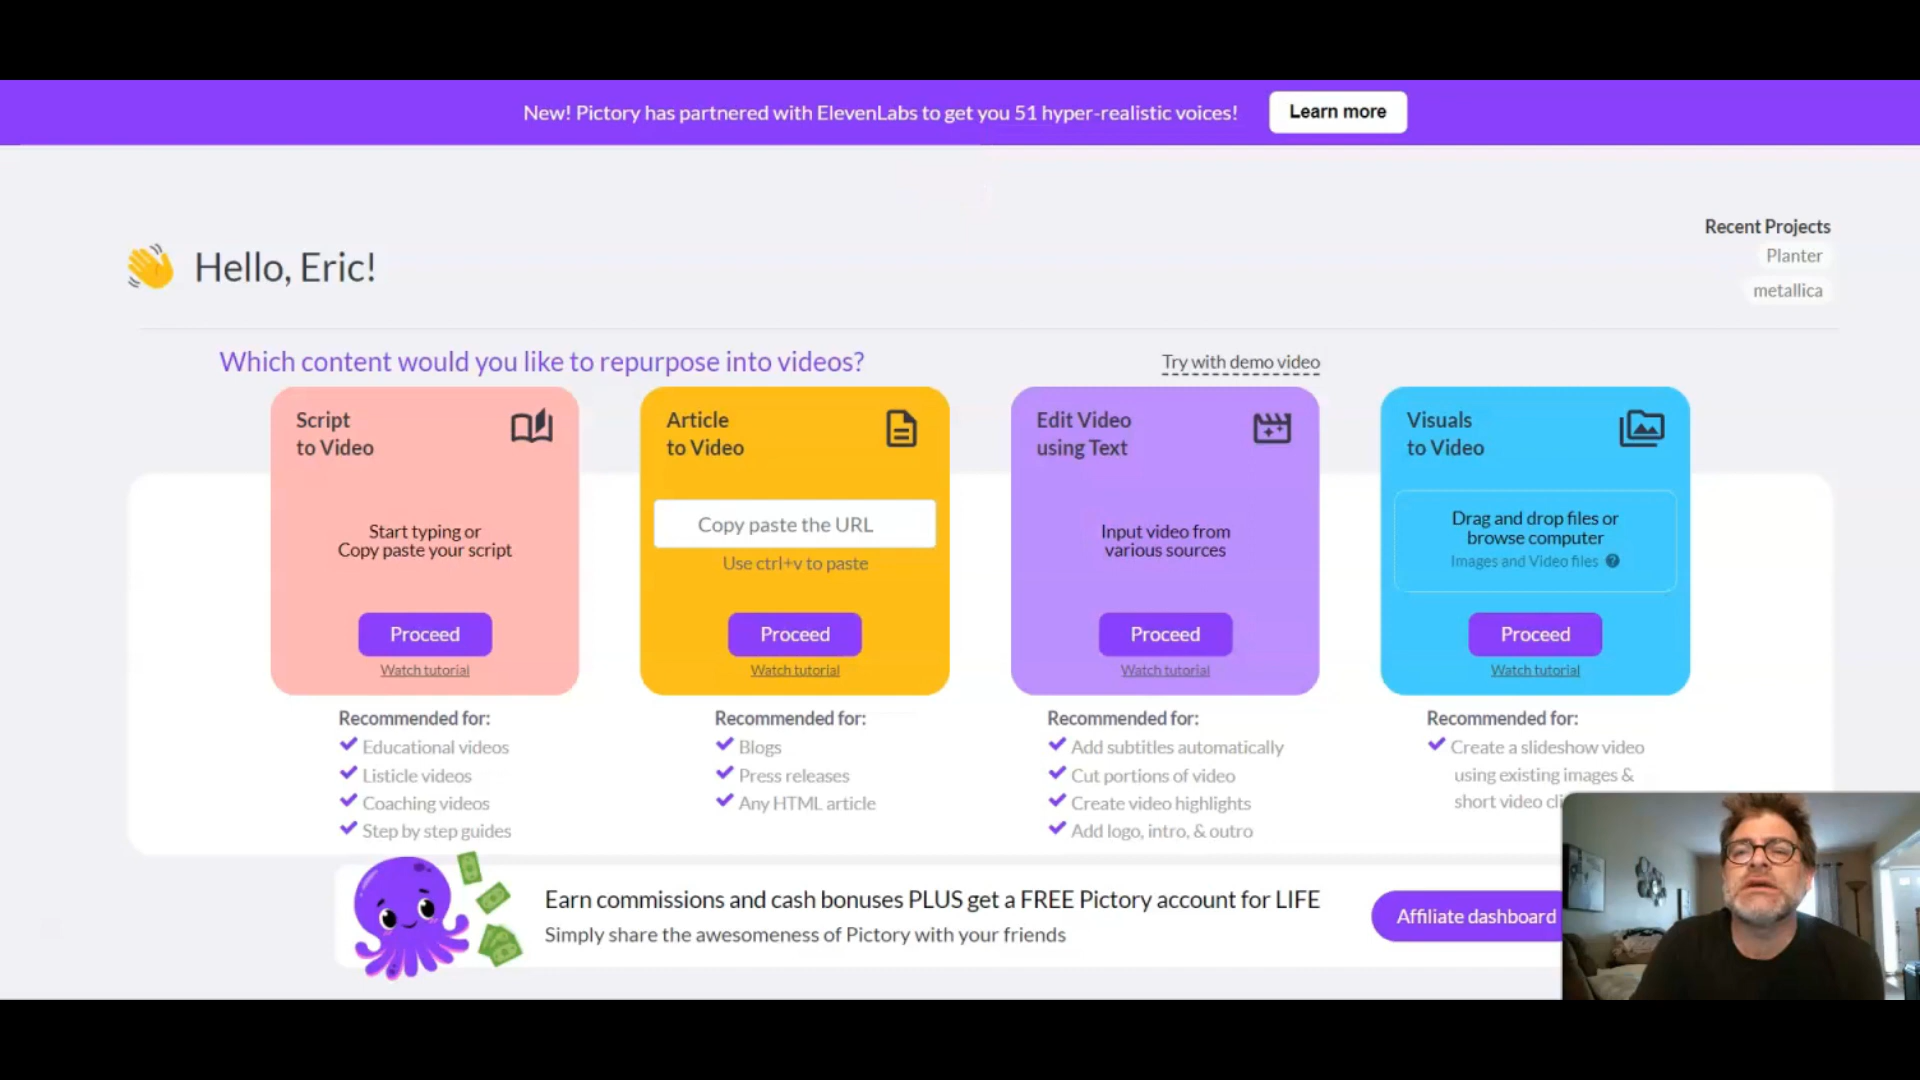 New! Pictory has partnered with ElevenLabs to get you 51 hyper-realistic voices!
Learn more
Hello, Eric!
Recent Projects
Planter
metallica
Which content would you like to repurpose into videos?
Try with demo video
Script
to Video
Start typing or
Copy paste your script
Proceed
Watch tutorial
Article
to Video
Copy paste the URL
Use ctrl+v to paste
Proceed
Watch tutorial
Edit Video
using Text
Input video from
various sources
Proceed
Watch tutorial
Visuals
to Video
Drag and drop files or
browse computer
Images and Video files ?
Proceed
Watch tutorial
Recommended for:
Educational videos
Listicle videos
Coaching videos
Step by step guides
Recommended for:
Blogs
Press releases
Any HTML article
Recommended for:
Add subtitles automatically
Cut portions of video
Create video highlights
Add logo, intro, & outro
Recommended for:
Create a slideshow video
using existing images &
short video cli
Earn commissions and cash bonuses PLUS get a FREE Pictory account for LIFE
Simply share the awesomeness of Pictory with your friends
Affiliate dashboard